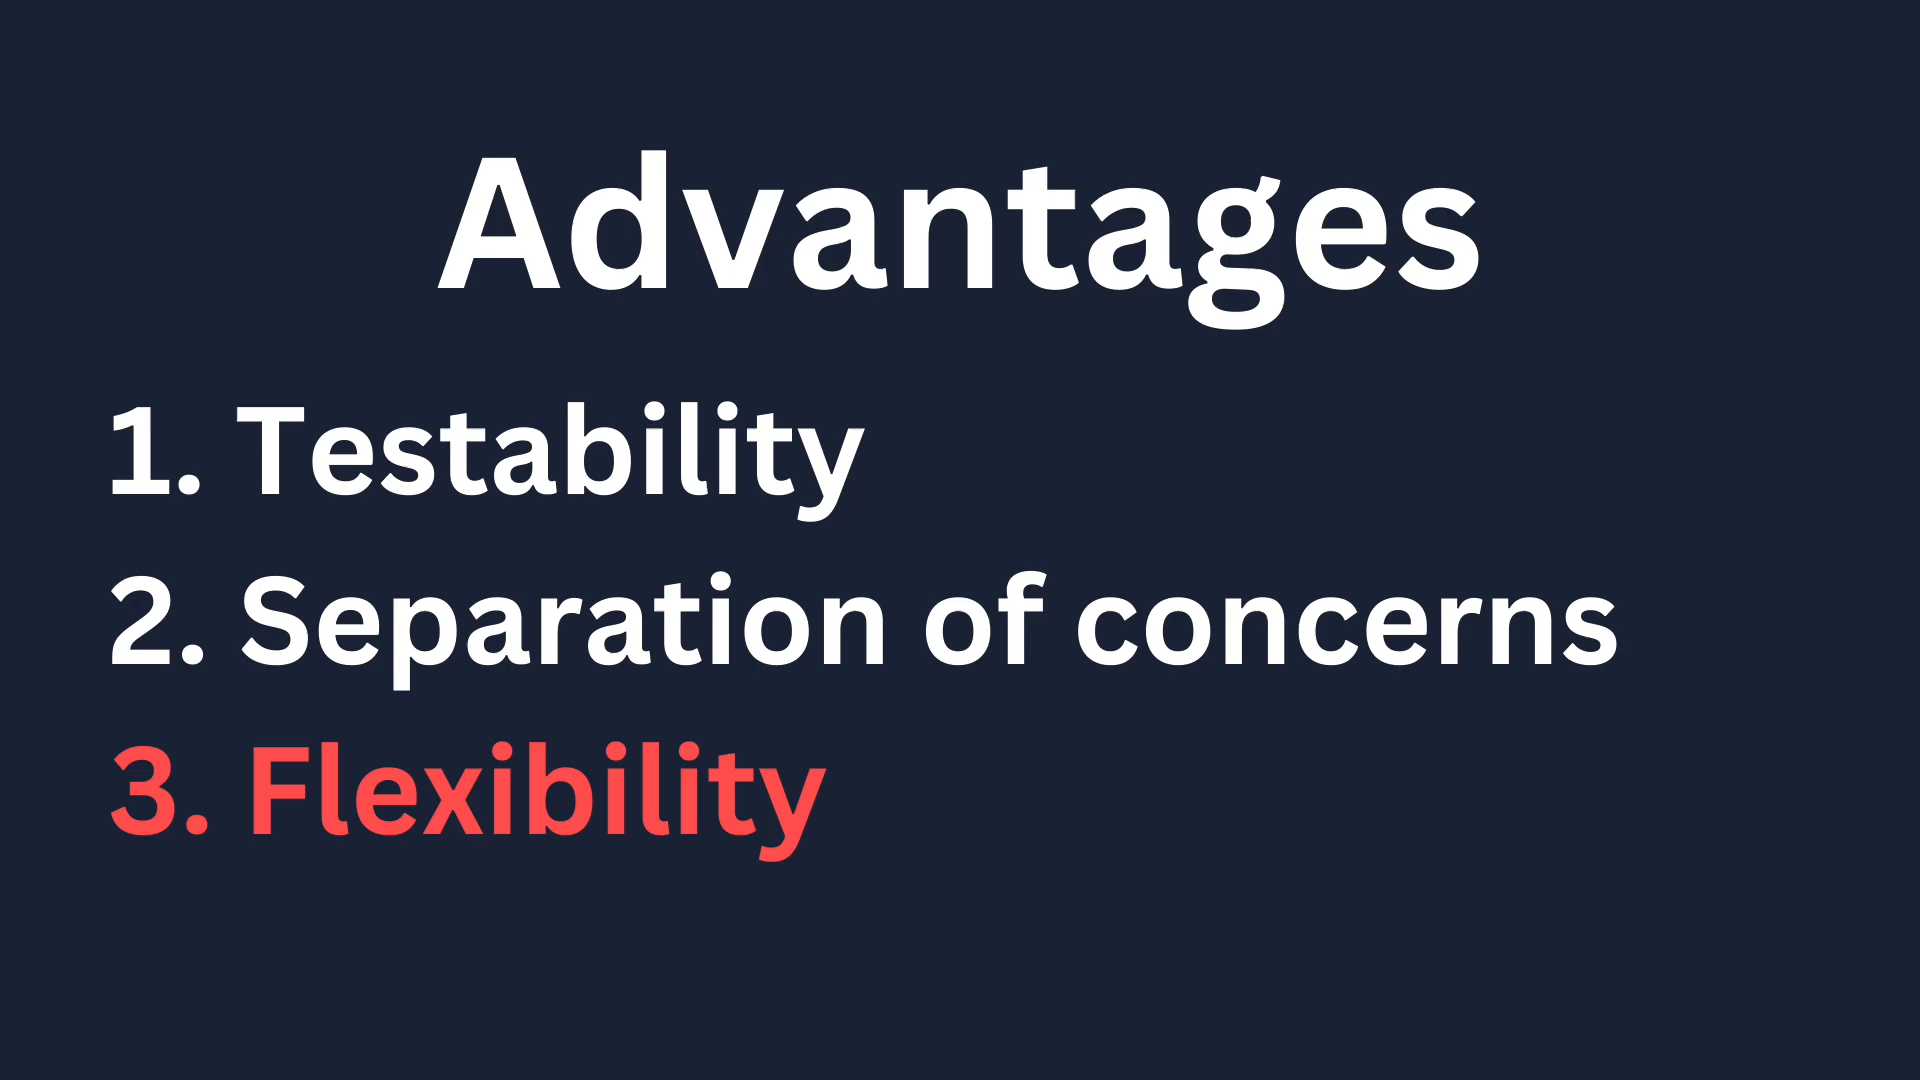 Advantages
1. Testability
2. Separation of concerns
3. Flexibility